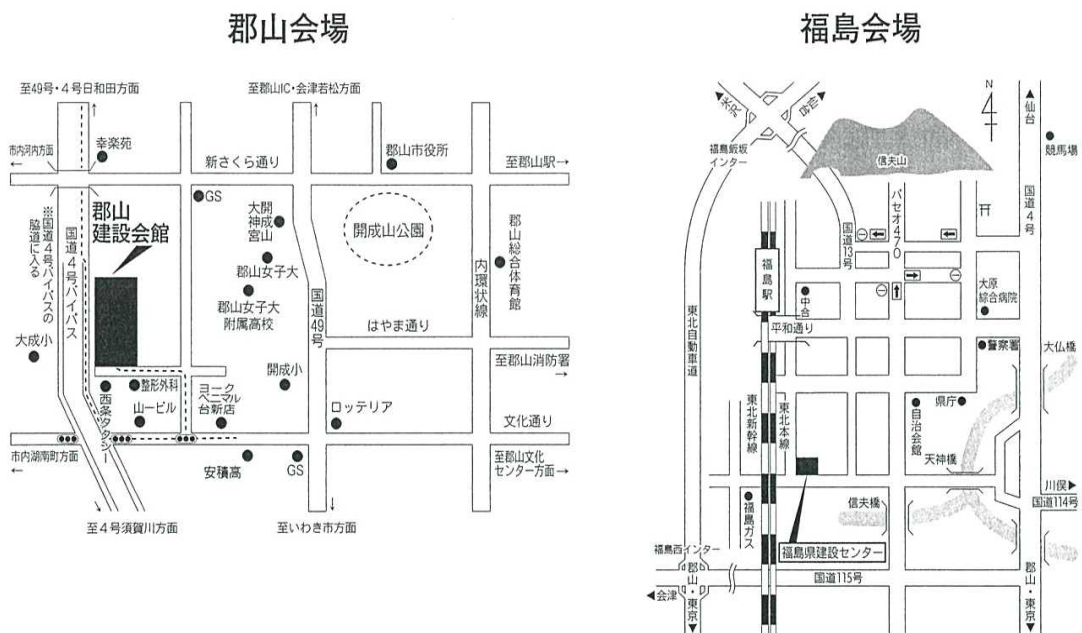 郡山会場
至49号・4号日和田方面
至郡山IC・会津若松方面
市内河内方面
幸楽苑
新さくら通り
郡山市役所
至郡山駅
GS
郡山
建設会館
大開
神成
宮山
開成山公園
郡山女子大
郡山女子大
附属高校
国道49号
はやま通り
内環状線
郡山総合体育館
※国道4号バイパスの
脇道に入る
国道4号バイパス
大成小
至郡山消防署
整形外科
西条タクシー
山一ビル
ヨーク
ベニマル
台新店
開成小
ロッテリア
文化通り
市内湖南町方面
安積高
GS
至郡山文化
センター方面
至4号須賀川方面
至いわき市方面
福島会場
米沢
仙台
福島飯坂
インター
信夫山
N
仙台
競馬場
国道4号
国道13号
パセオ470
福島駅
中合
平和通り
大原
綜合病院
警察署
大仏橋
東北自動車道
東北新幹線
東北本線
自治会館
県庁
天神橋
川俣
国道114号
福島ガス
信夫橋
福島県建設センター
福島西インター
国道115号
会津
郡山・東京
郡山・東京